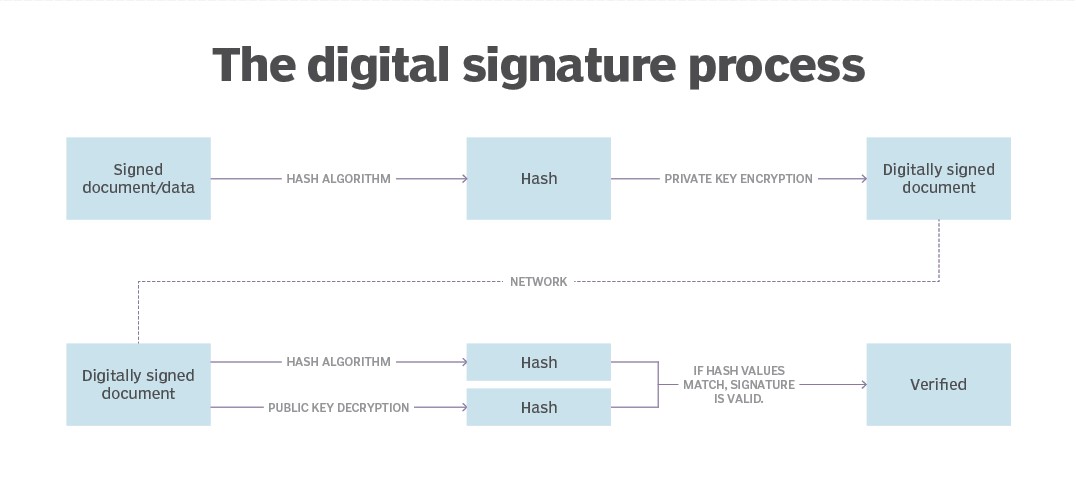 The digital signature process
Signed
document/data
HASH ALGORITHM
Hash
PRIVATE KEY ENCRYPTION
Digitally signed
document
NETWORK
Digitally signed
document
HASH ALGORITHM
Hash
PUBLIC KEY DECRYPTION
Hash
IF HASH VALUES
MATCH, SIGNATURE
IS VALID.
Verified